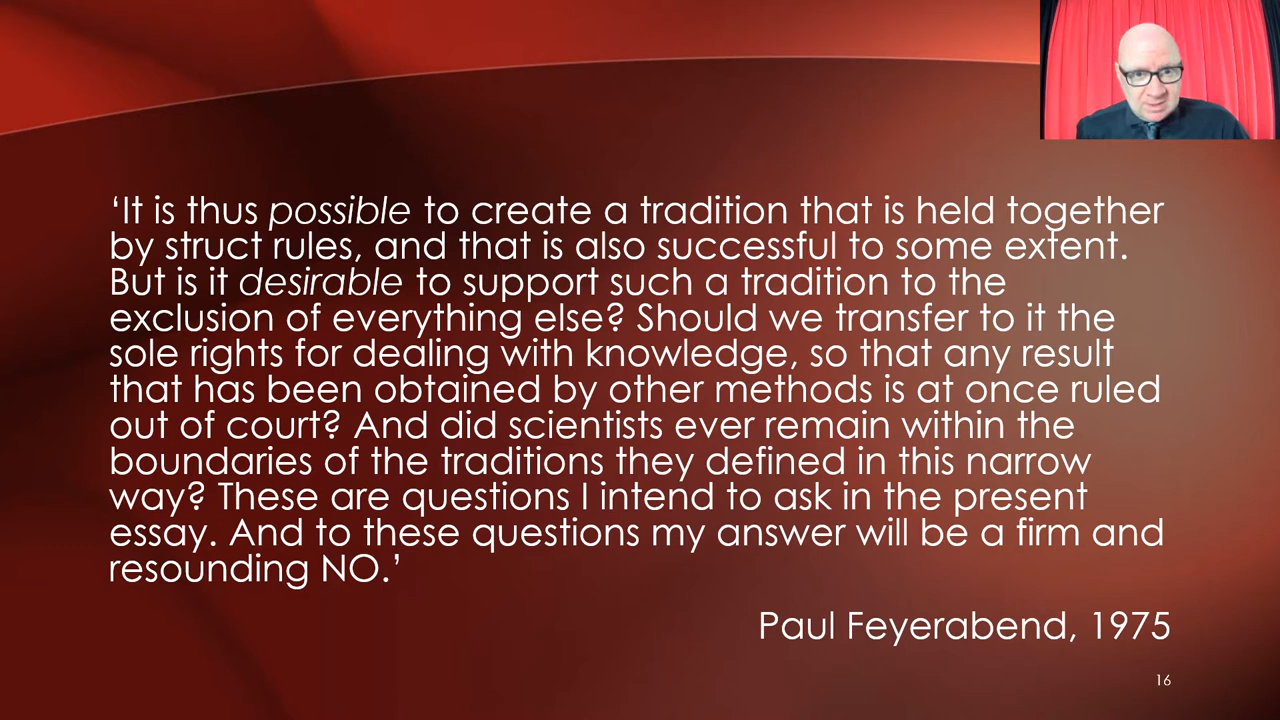 ‘It is thus possible to create a tradition that is held together
by struct rules, and that is also successful to some extent.
But is it desirable to support such a tradition to the
exclusion of everything else? Should we transfer to it the
sole rights for dealing with knowledge, so that any result
that has been obtained by other methods is at once ruled
out of court? And did scientists ever remain within the
boundaries of the traditions they defined in this narrow
way? These are questions I intend to ask in the present
essay. And to these questions my answer will be a firm and
resounding NO.’
Paul Feyerabend, 1975
16